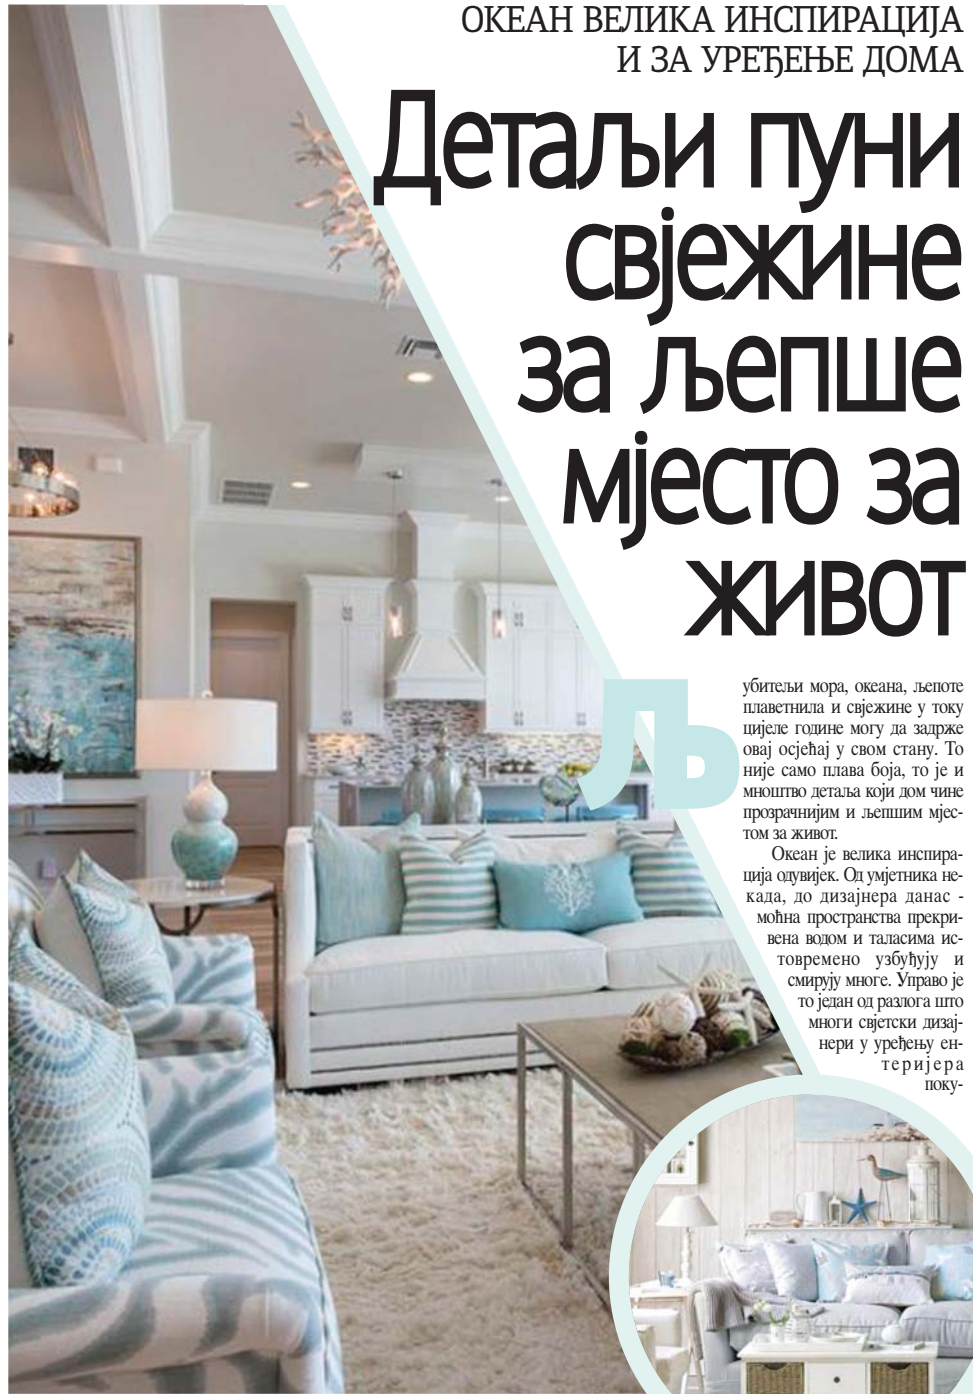 ОКЕАН ВЕЛИКА ИНСПИРАЦИЈА
И ЗА УРЕЂЕЊЕ ДОМА
Детаљи пуни
свјежине
за љепше
мјесто за
живот
Љ
убитељи мора, океана, љепоте
плаветнила и свјежине у току
цијеле године могу да задрже
овај осјећај у свом стану. То
није само плава боја, то је и
мноштво детаља који дом чине
прозрачнијим и љепшим мјес-
том за живот.
Океан је велика инспира-
ција одувијек. Од умјетника не-
када, до дизајнера данас -
моћна пространства прекри-
вена водом и таласима ис-
товремено узбуђују и
смирују многе. Управо је
то један од разлога што
многи свјетски дизај-
нери у уређењу ен-
теријера
поку-